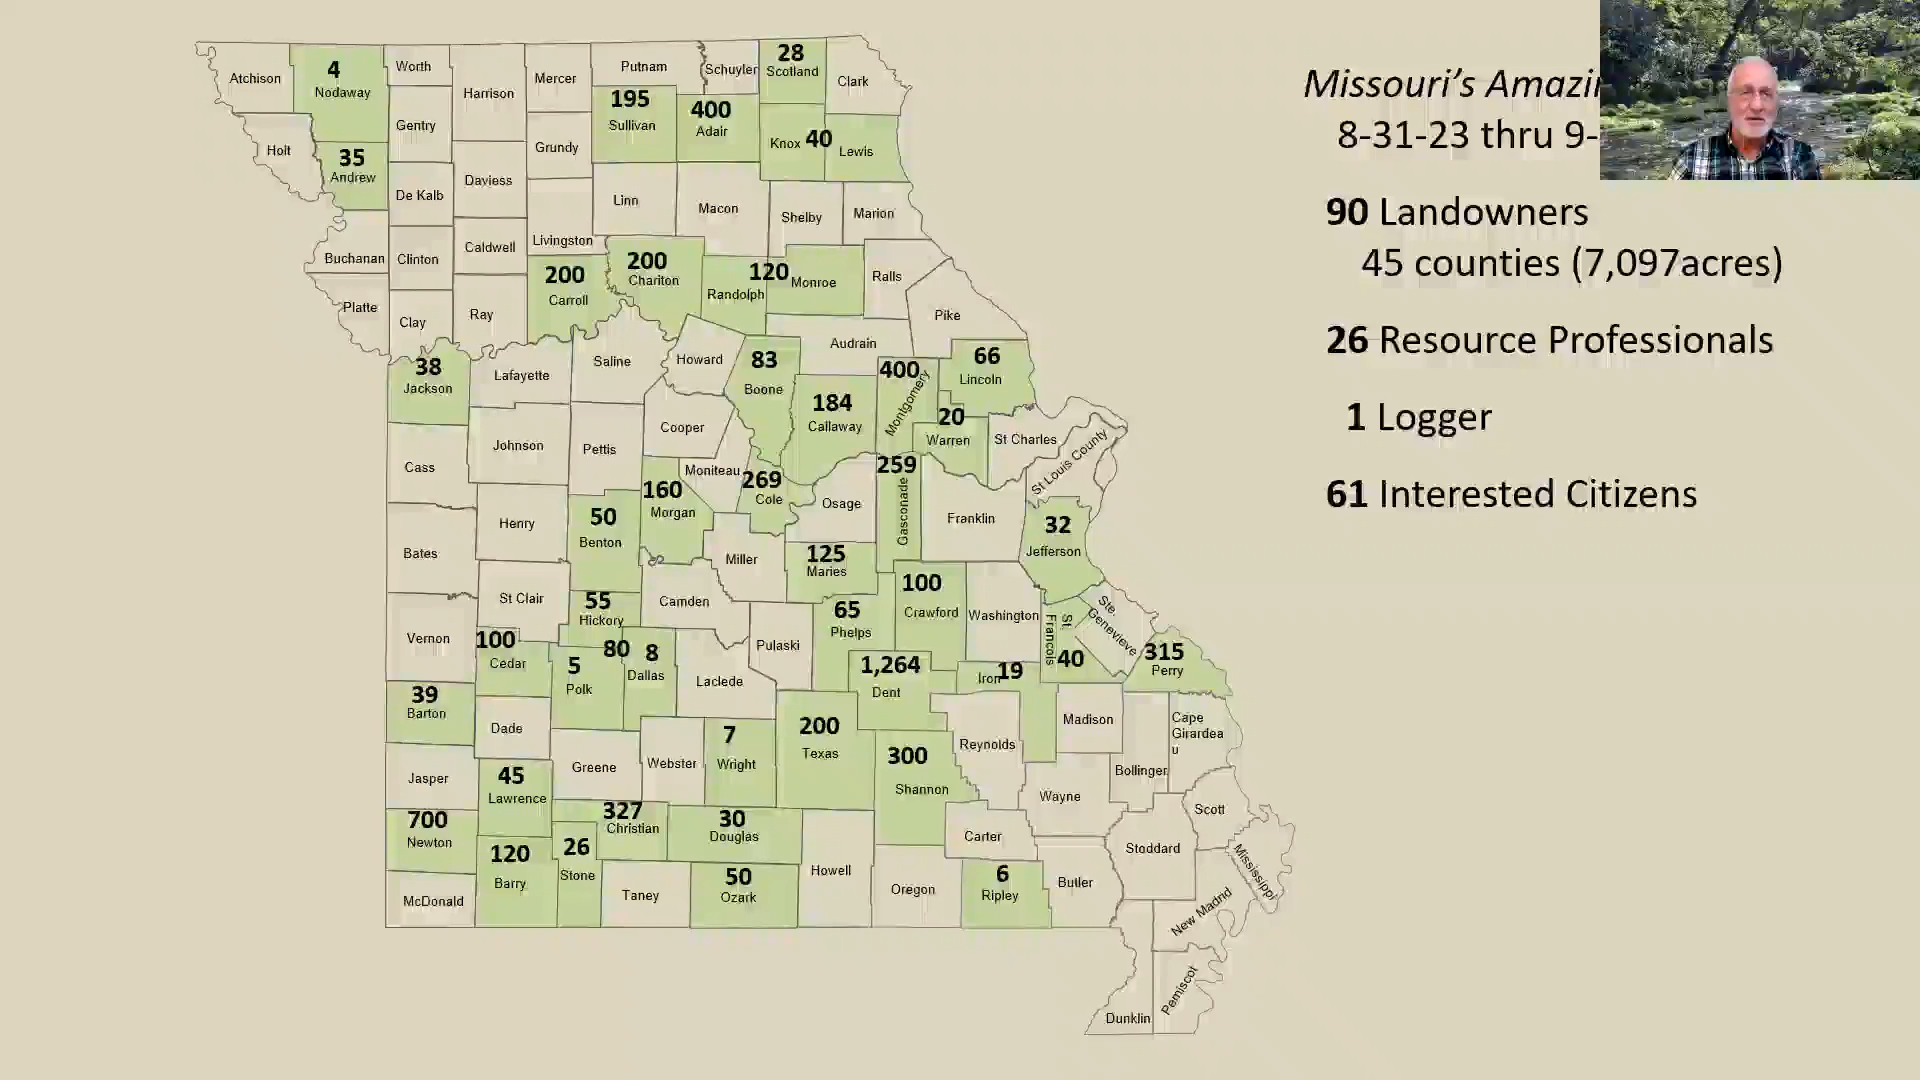 Missouri's Amazi
8-31-23 thru 9-
90 Landowners
45 counties (7,097acres)
26 Resource Professionals
1 Logger
61 Interested Citizens
Atchison
4
Nodaway
Worth
Harrison
Mercer
Putnam
Schuyler
28
Scotland
Clark
Gentry
195
Sullivan
400
Adair
Knox 40
Lewis
Holt
35
Andrew
De Kalb
Daviess
Grundy
Linn
Macon
Shelby
Marion
Buchanan
Clinton
Caldwell
Livingston
200
Carroll
200
Chariton
120
Randolph
Monroe
Ralls
Platte
Clay
Ray
Pike
38
Jackson
Lafayette
Saline
Howard
83
Boone
Audrain
184
Callaway
400
Montgomery
66
Lincoln
20
Warren
St Charles
St Louis County
Cass
Johnson
Pettis
Cooper
Moniteau
269
Cole
Osage
259
Gasconade
Franklin
32
Jefferson
160
Morgan
50
Benton
Henry
Bates
Miller
125
Maries
100
Crawford
Washington
St.
Francois
40
Ste.
Genevieve
315
Perry
St Clair
55
Hickory
Camden
Pulaski
65
Phelps
Vernon
100
Cedar
5
Polk
80
8
Dallas
Laclede
1,264
Dent
Iron
19
Madison
Cape
Girardea
u
Bollinger
39
Barton
Dade
Greene
Webster
7
Wright
200
Texas
300
Shannon
Reynolds
Wayne
Scott
Jasper
45
Lawrence
327
Christian
30
Douglas
Howell
Carter
Stoddard
Mississippi
700
Newton
120
Barry
26
Stone
Taney
50
Ozark
Oregon
6
Ripley
Butler
New Madrid
McDonald
Dunklin
Pemiscot